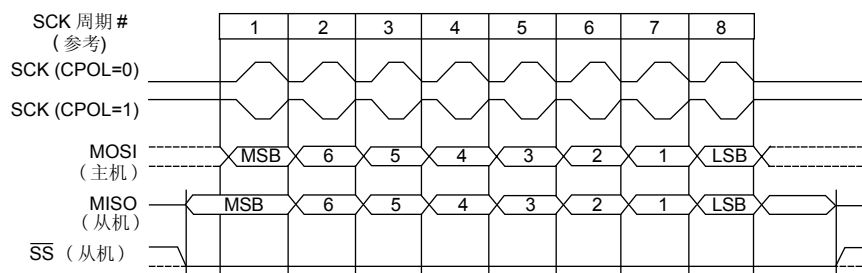 SCK 周期 # 1 2 3 4 5 6 7 8
(参考)
SCK (CPOL=0)
SCK (CPOL=1)
MOSI MSB 6 5 4 3 2 1 LSB
(主机)
MISO MSB 6 5 4 3 2 1 LSB
(从机)
SS (从机)